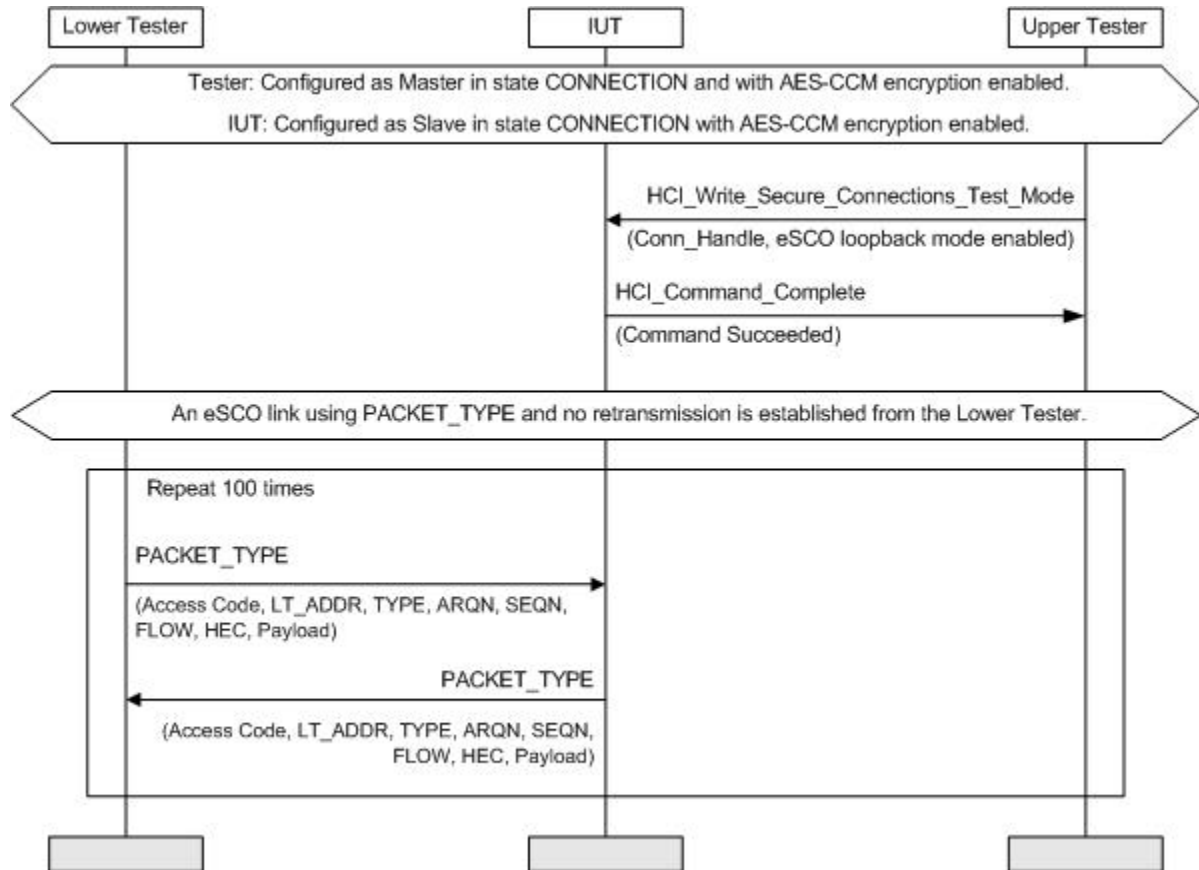 Lower Tester
IUT
Upper Tester
Tester: Configured as Master in state CONNECTION and with AES-CCM encryption enabled.
IUT: Configured as Slave in state CONNECTION with AES-CCM encryption enabled.
HCI_Write_Secure_Connections_Test_Mode
(Conn_Handle, eSCO loopback mode enabled)
HCI_Command_Complete
(Command Succeeded)
An eSCO link using PACKET_TYPE and no retransmission is established from the Lower Tester.
Repeat 100 times
PACKET_TYPE
(Access Code, LT_ADDR, TYPE, ARQN, SEQN,
FLOW, HEC, Payload)
PACKET_TYPE
(Access Code, LT_ADDR, TYPE, ARQN, SEQN,
FLOW, HEC, Payload)